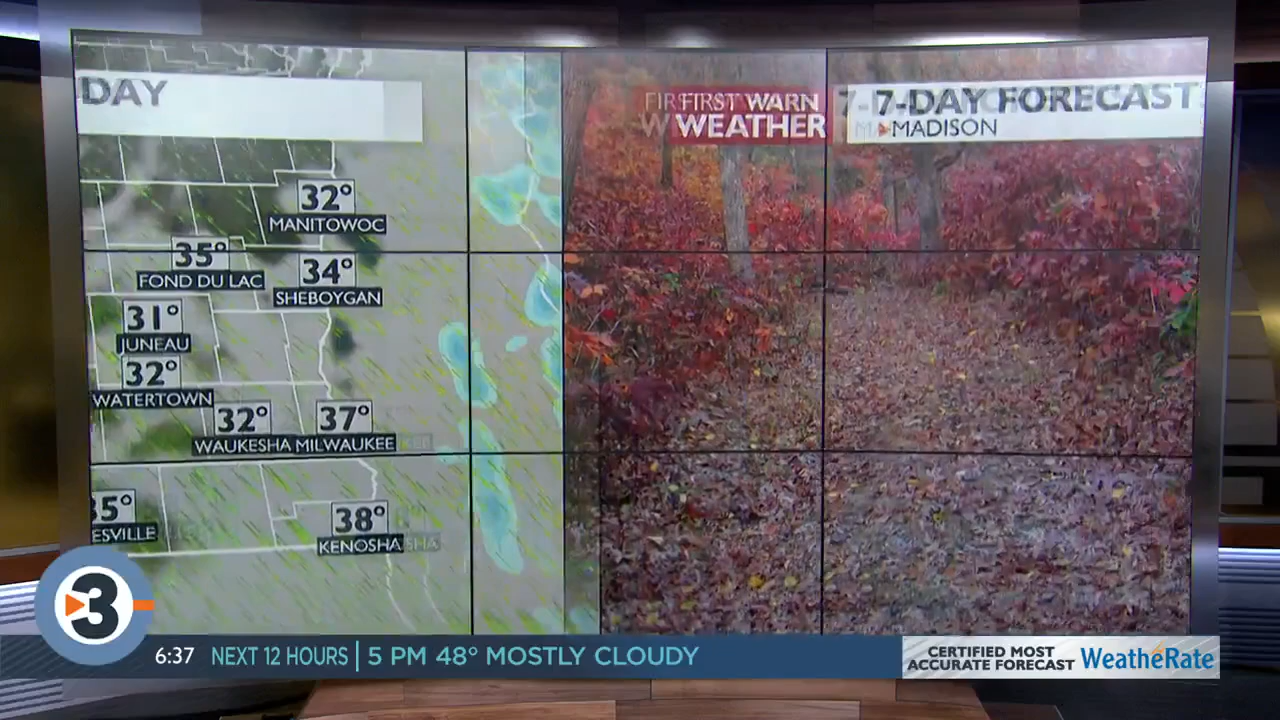 DAY
FIRST WARN
WEATHER
7-DAY FORECAST
MADISON
32°
MANITOWOC
35°
FOND DU LAC
34°
SHEBOYGAN
31°
JUNEAU
32°
WATERTOWN
32°
WAUKESHA
37°
MILWAUKEE
35°
ESVILLE
38°
KENOSHA
3
6:37 NEXT 12 HOURS | 5 PM 48° MOSTLY CLOUDY
CERTIFIED MOST
ACCURATE FORECAST
WeatheRate